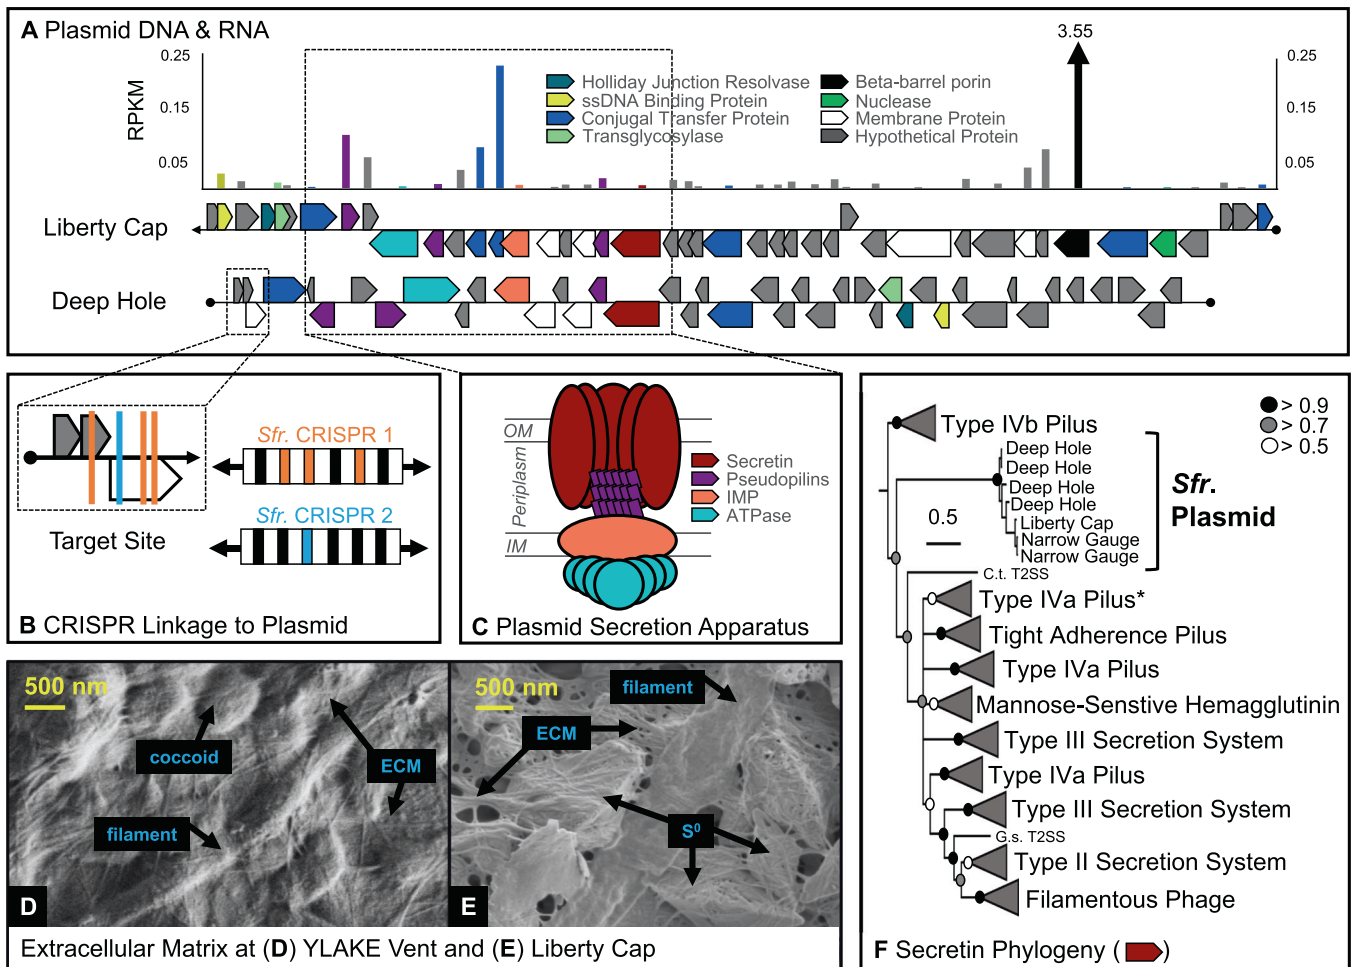 A Plasmid DNA & RNA
3.55
0.25
0.15
0.05
RPKM
0.25
0.15
0.05
Holliday Junction Resolvase
ssDNA Binding Protein
Conjugal Transfer Protein
Transglycosylase
Beta-barrel porin
Nuclease
Membrane Protein
Hypothetical Protein
Liberty Cap
Deep Hole
Sfr. CRISPR 1
Sfr. CRISPR 2
Target Site
B CRISPR Linkage to Plasmid
OM
Periplasm
IM
Secretin
Pseudopilins
IMP
ATPase
C Plasmid Secretion Apparatus
500 nm
coccoid
ECM
filament
D
500 nm
filament
ECM
S⁰
E
Extracellular Matrix at (D) YLAKE Vent and (E) Liberty Cap
> 0.9
> 0.7
> 0.5
Type IVb Pilus
Deep Hole
Deep Hole
Deep Hole
Deep Hole
Liberty Cap
Narrow Gauge
Narrow Gauge
Sfr.
Plasmid
0.5
C.t. T2SS
Type IVa Pilus*
Tight Adherence Pilus
Type IVa Pilus
Mannose-Senstive Hemagglutinin
Type III Secretion System
Type IVa Pilus
Type III Secretion System
G.s. T2SS
Type II Secretion System
Filamentous Phage
F Secretin Phylogeny ( )